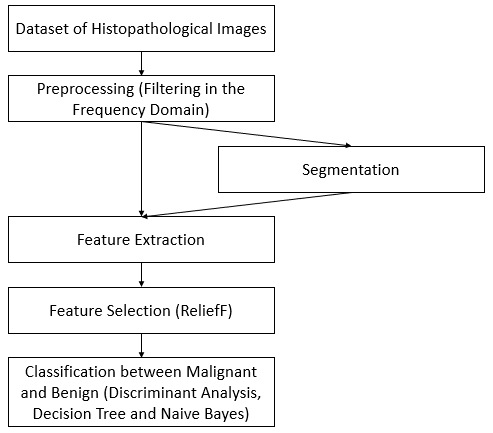 Dataset of Histopathological Images
Preprocessing (Filtering in the
Frequency Domain)
Segmentation
Feature Extraction
Feature Selection (ReliefF)
Classification between Malignant
and Benign (Discriminant Analysis,
Decision Tree and Naive Bayes)